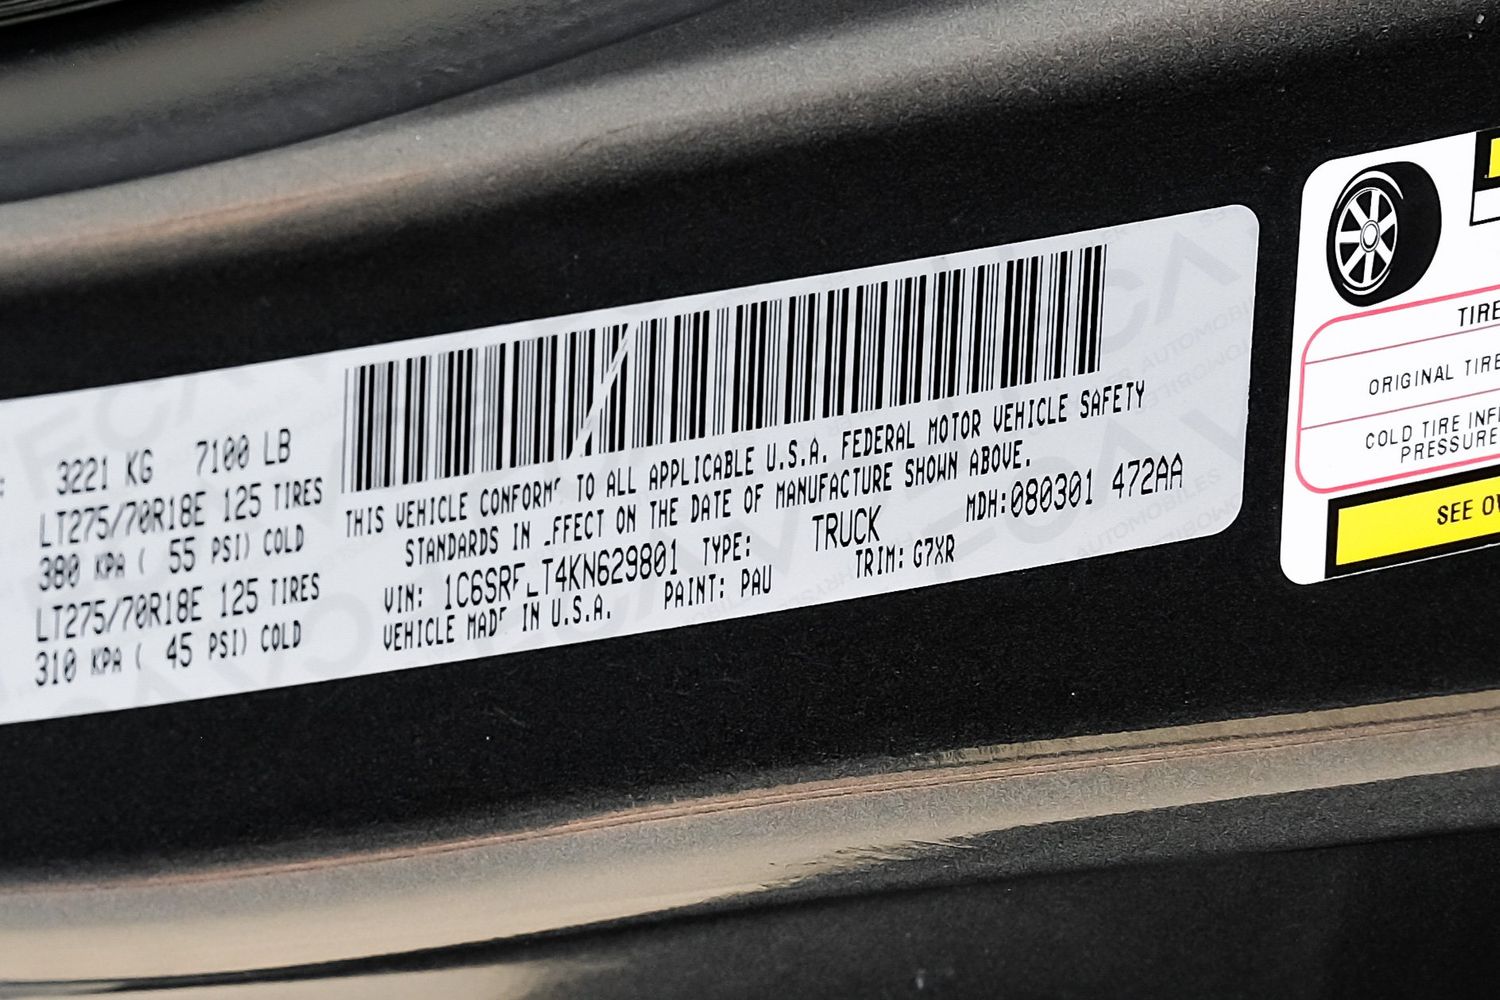 3221 KG 7100 LB
LT275/70R18E 125 TIRES
380 KPA ( 55 PSI) COLD
LT275/70R18E 125 TIRES
310 KPA ( 45 PSI) COLD
THIS VEHICLE CONFORMS TO ALL APPLICABLE U.S.A. FEDERAL MOTOR VEHICLE SAFETY
STANDARDS IN EFFECT ON THE DATE OF MANUFACTURE SHOWN ABOVE.
MDH:080301 472AA
VIN: TYPE: TRUCK
VEHICLE MADE IN U.S.A. PAINT: PAU TRIM: G7XR
TIRE
ORIGINAL TIRE
COLD TIRE INFL
PRESSURE
SEE OW